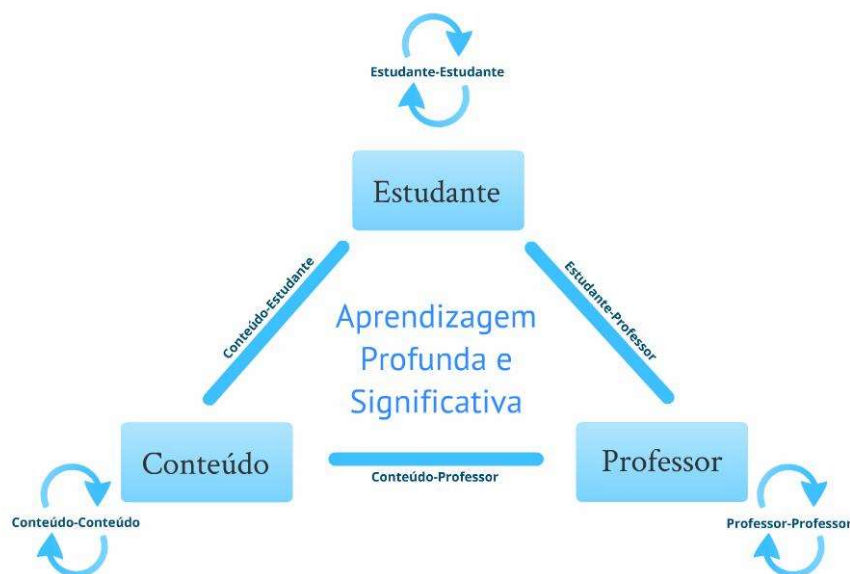 Estudante-Estudante
Estudante
Conteúdo-Estudante
Estudante-Professor
Aprendizagem
Profunda e
Significativa
Conteúdo
Professor
Conteúdo-Professor
Conteúdo-Conteúdo
Professor-Professor